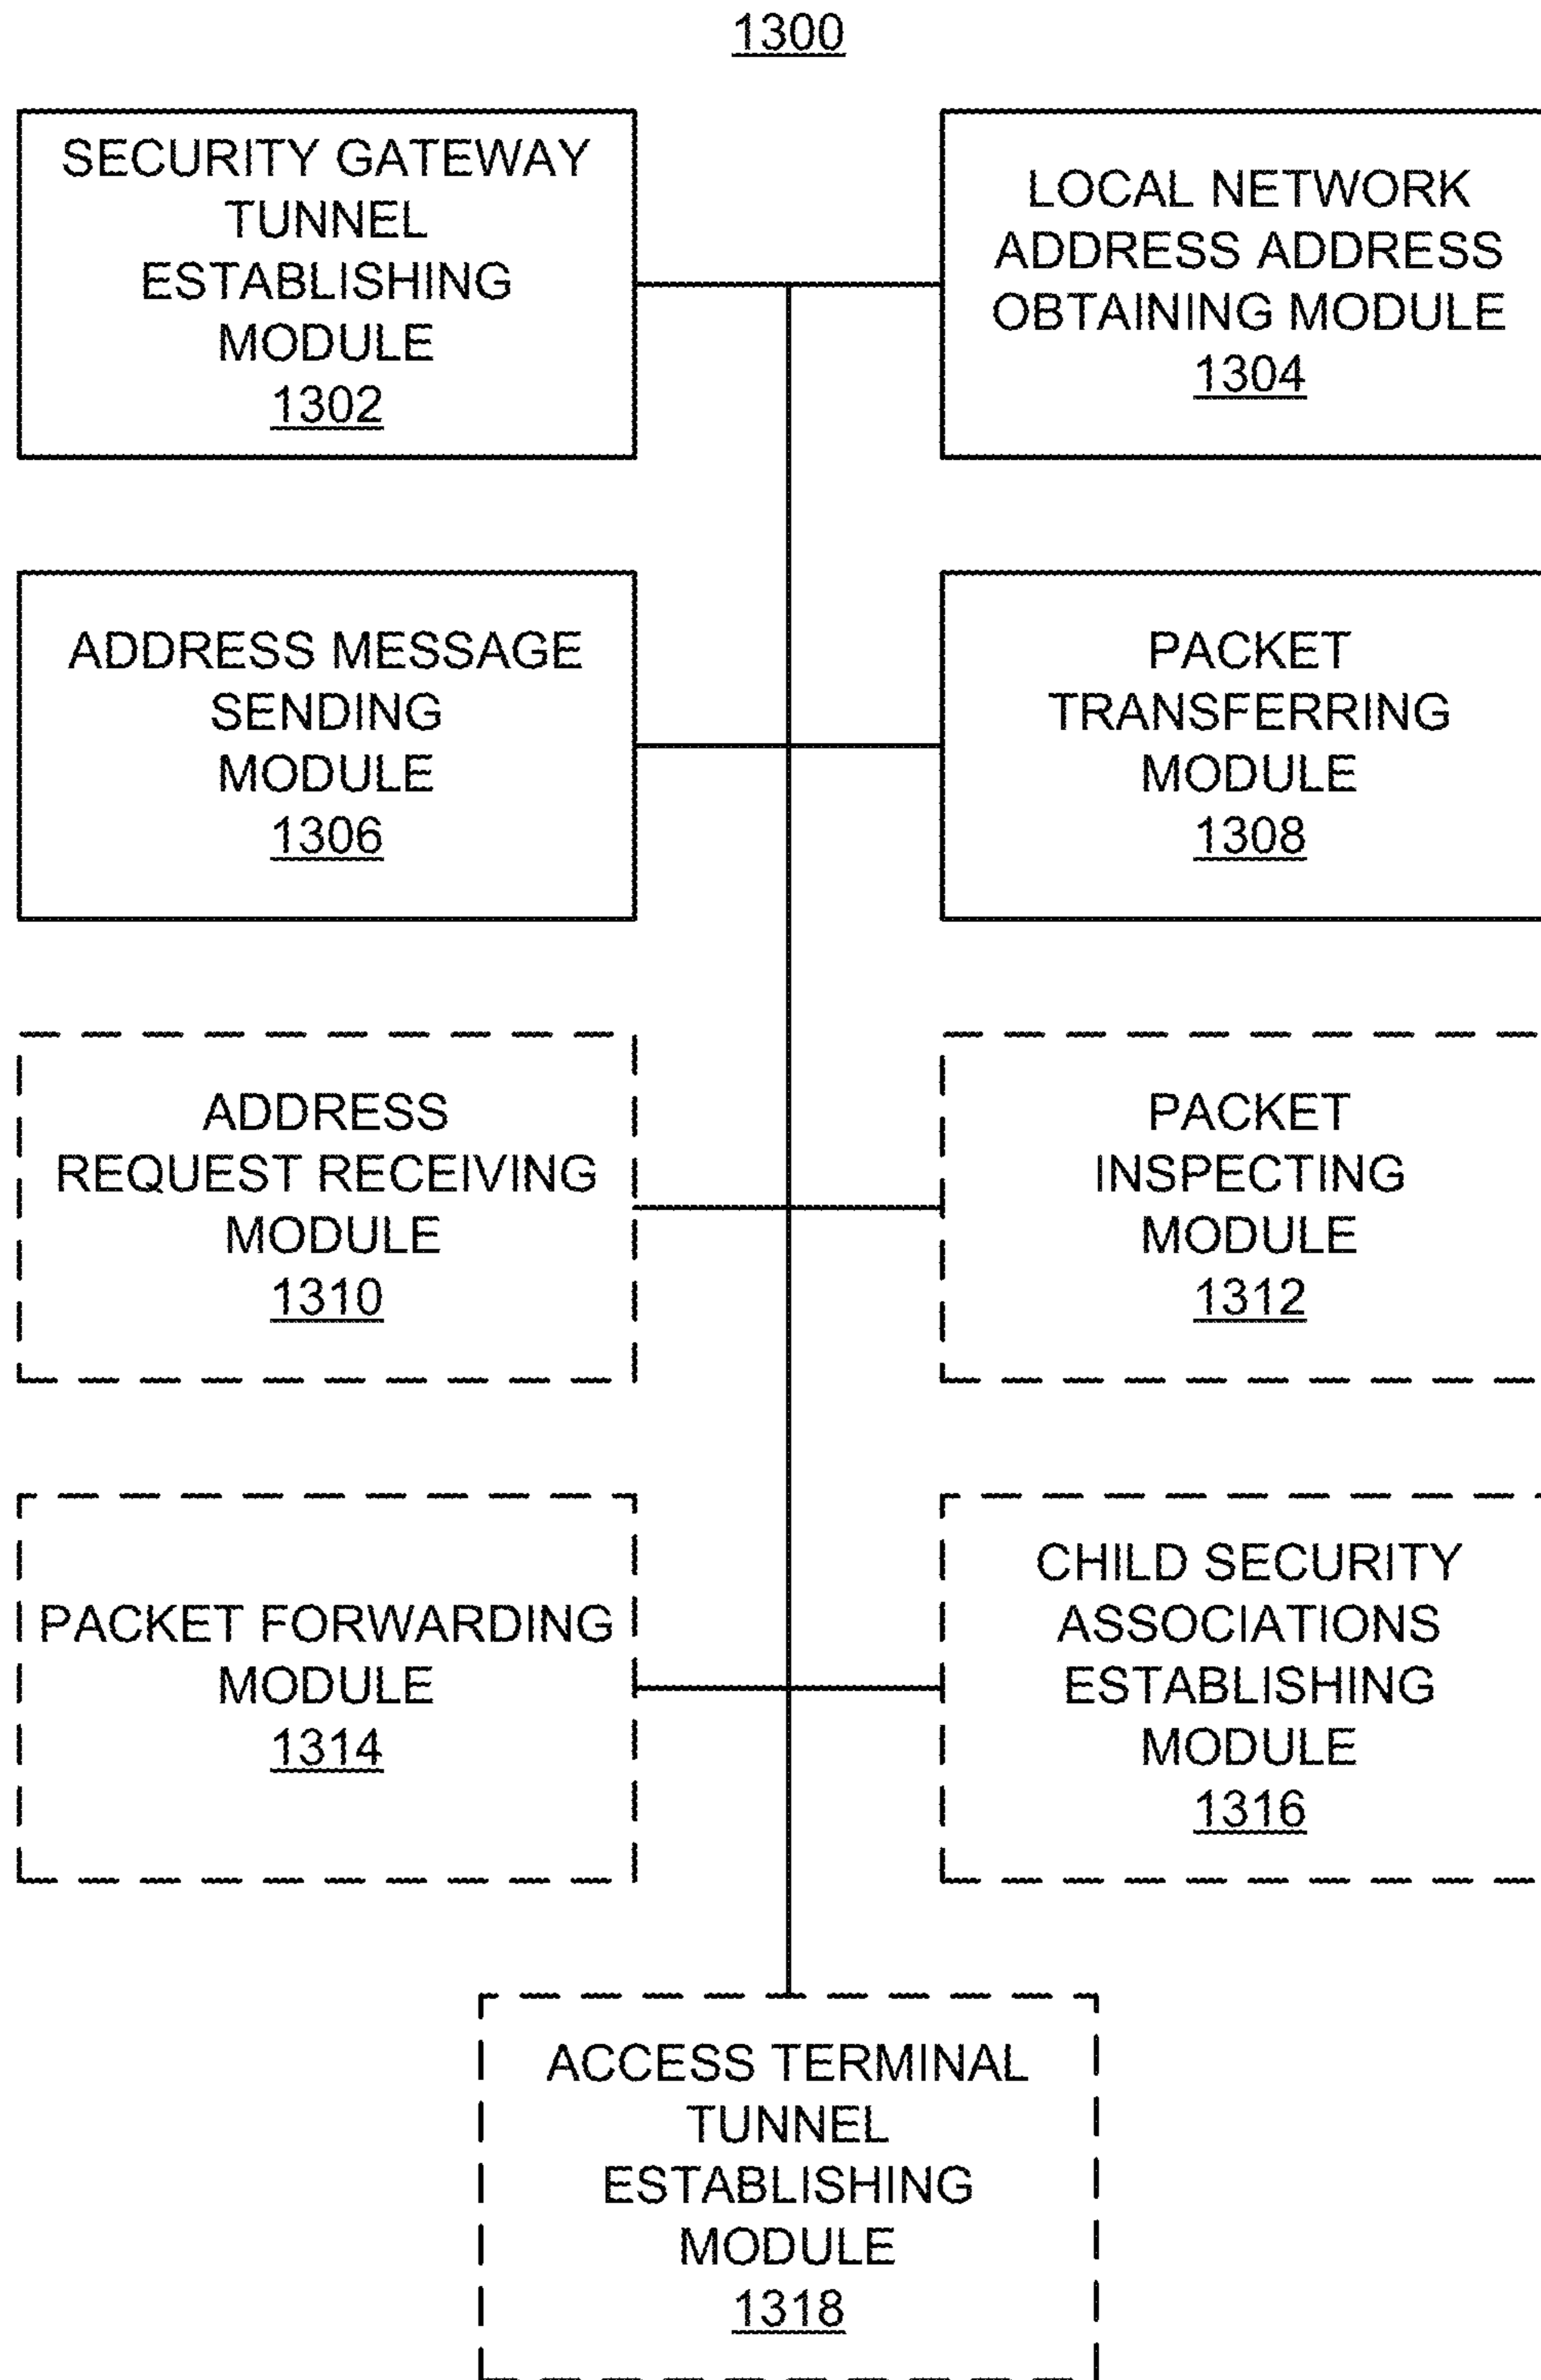 1300
SECURITY GATEWAY
TUNNEL
ESTABLISHING
MODULE
1302
LOCAL NETWORK
ADDRESS ADDRESS
OBTAINING MODULE
1304
ADDRESS MESSAGE
SENDING
MODULE
1306
PACKET
TRANSFERRING
MODULE
1308
ADDRESS
REQUEST RECEIVING
MODULE
1310
PACKET
INSPECTING
MODULE
1312
PACKET FORWARDING
MODULE
1314
CHILD SECURITY
ASSOCIATIONS
ESTABLISHING
MODULE
1316
ACCESS TERMINAL
TUNNEL
ESTABLISHING
MODULE
1318